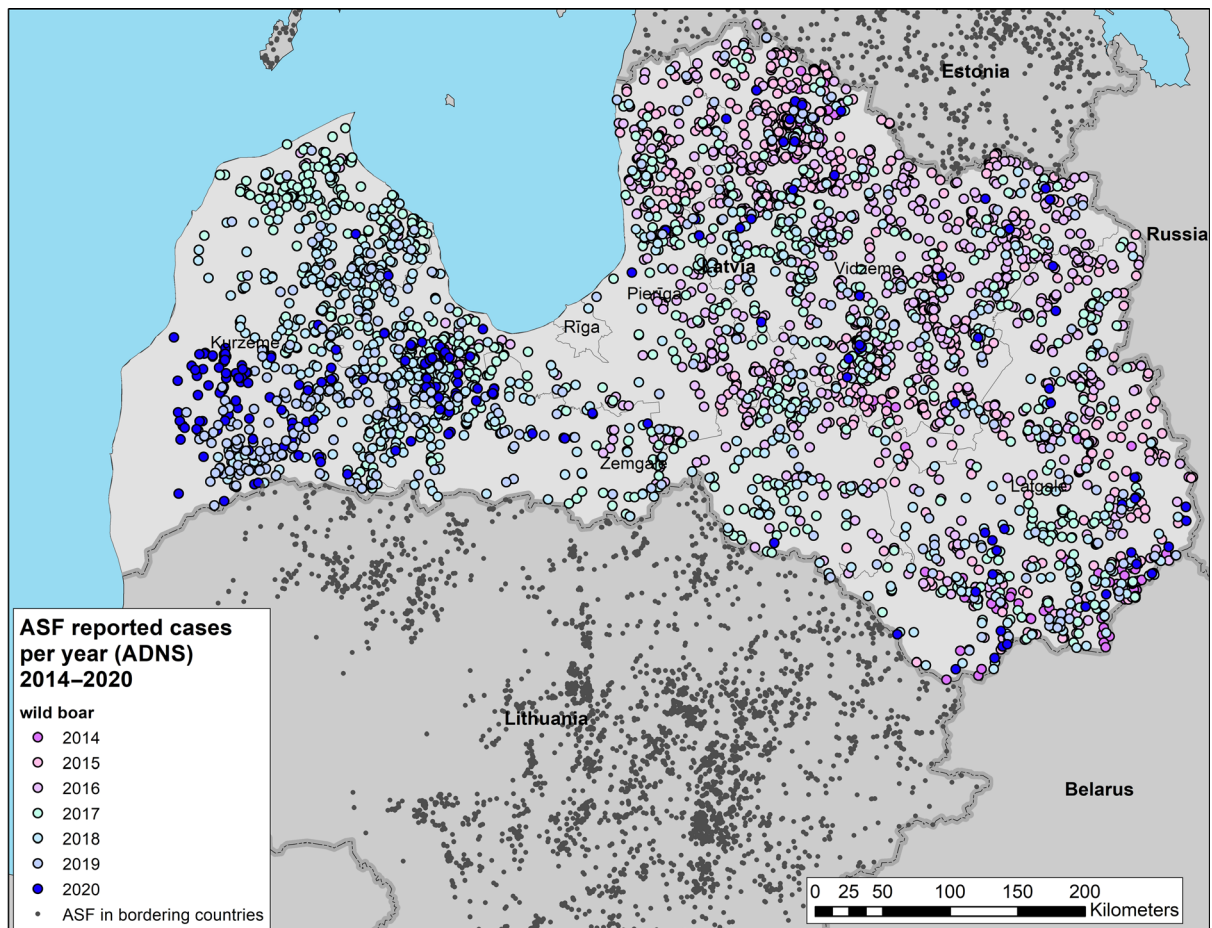 Estonia
Russia
Latvia
Vidzeme
Pierīga
Rīga
Kurzeme
Zemgale
Latgale
Lithuania
Belarus
ASF reported cases
per year (ADNS)
2014–2020
wild boar
2014
2015
2016
2017
2018
2019
2020
ASF in bordering countries
0 25 50 100 150 200
Kilometers